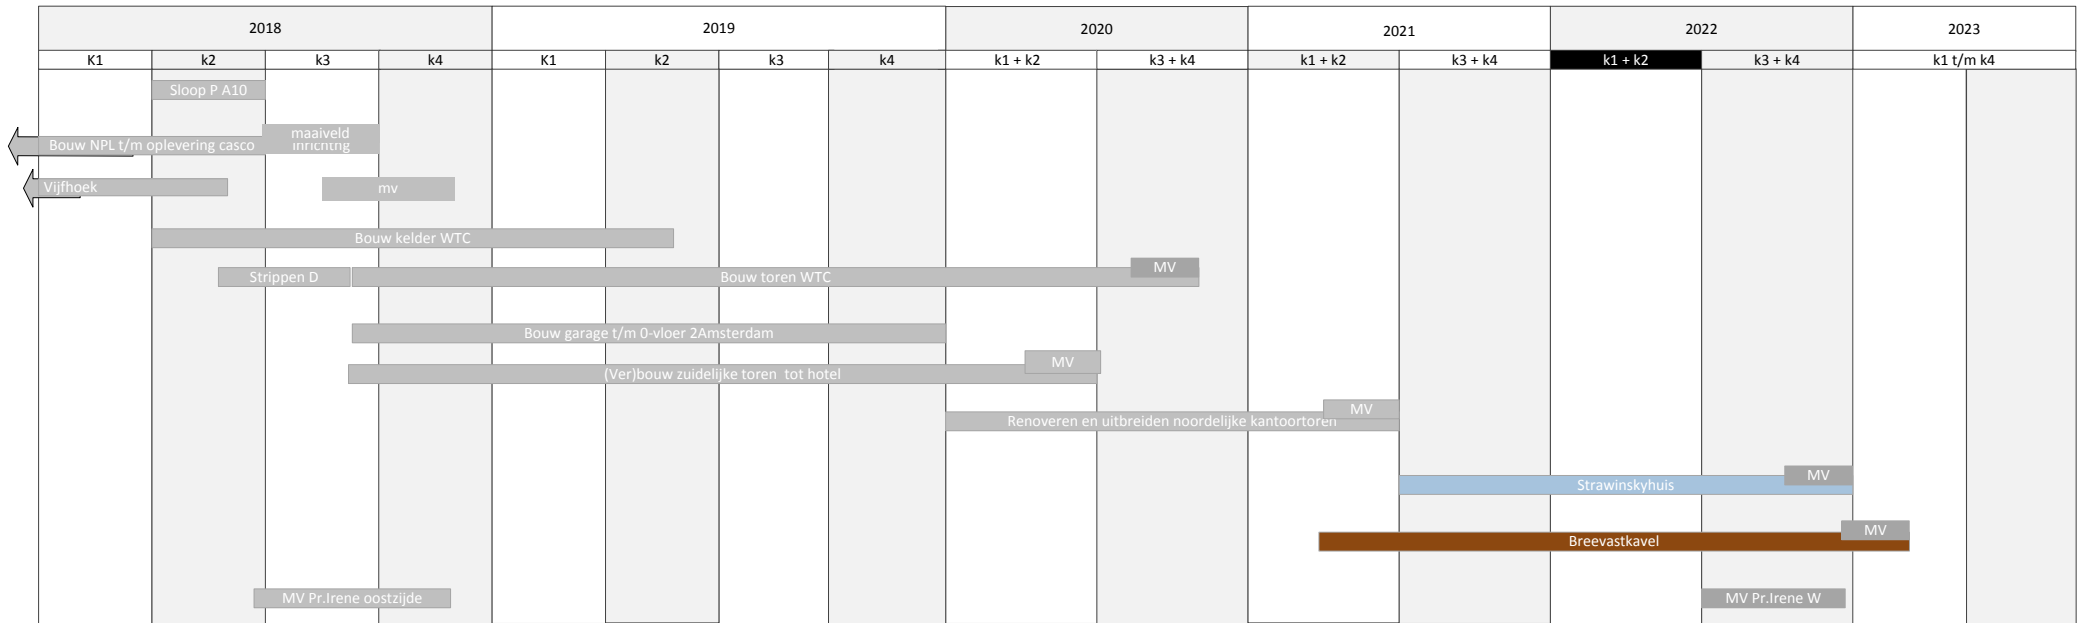 2018 2019 2020 2021 2022 2023
K1 k2 k3 k4 K1 k2 k3 k4 k1 + k2 k3 + k4 k1 + k2 k3 + k4 k1 + k2 k3 + k4 k1 t/m k4
Sloop P A10
maaiveld
Bouw NPL t/m oplevering casco inrichtng
Vijfhoek mv
Bouw kelder WTC
MV
Strippen D Bouw toren WTC
Bouw garage t/m 0-vloer 2Amsterdam
MV
(Ver)bouw zuidelijke toren tot hotel
MV
Renoveren en uitbreiden noordelijke kantoortoren
MV
Strawinskyhuis
MV
Breevastkavel
MV Pr.Irene oostzijde MV Pr.Irene W